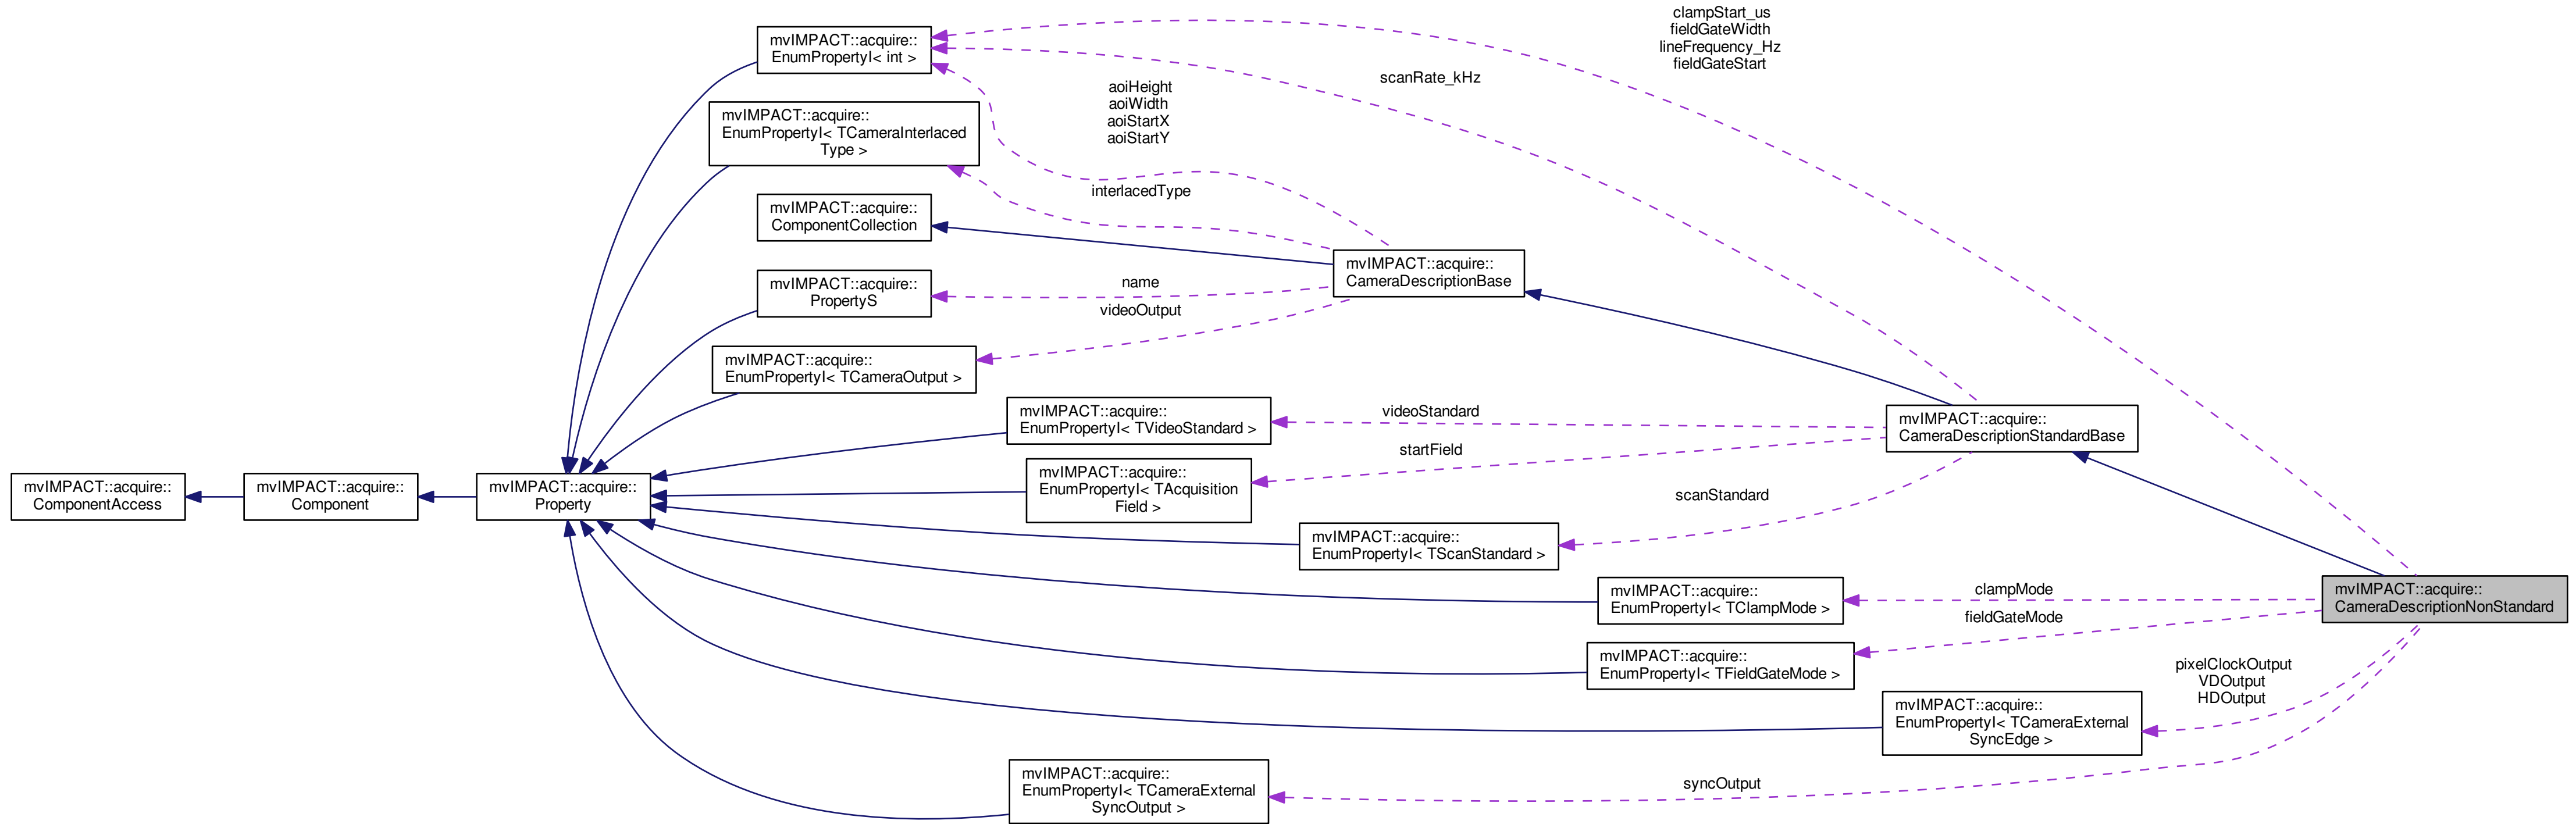 mvIMPACT::acquire::
EnumPropertyI< int >
mvIMPACT::acquire::
EnumPropertyI< TCameraInterlaced
Type >
mvIMPACT::acquire::
ComponentCollection
mvIMPACT::acquire::
PropertyS
mvIMPACT::acquire::
EnumPropertyI< TCameraOutput >
mvIMPACT::acquire::
ComponentAccess
mvIMPACT::acquire::
Component
mvIMPACT::acquire::
Property
mvIMPACT::acquire::
EnumPropertyI< TVideoStandard >
mvIMPACT::acquire::
EnumPropertyI< TAcquisition
Field >
mvIMPACT::acquire::
EnumPropertyI< TScanStandard >
mvIMPACT::acquire::
EnumPropertyI< TClampMode >
mvIMPACT::acquire::
EnumPropertyI< TFieldGateMode >
mvIMPACT::acquire::
EnumPropertyI< TCameraExternal
SyncEdge >
mvIMPACT::acquire::
EnumPropertyI< TCameraExternal
SyncOutput >
aoiHeight
aoiWidth
aoiStartX
aoiStartY
interlacedType
name
videoOutput
mvIMPACT::acquire::
CameraDescriptionBase
scanRate_kHz
videoStandard
startField
scanStandard
mvIMPACT::acquire::
CameraDescriptionStandardBase
clampStart_us
fieldGateWidth
lineFrequency_Hz
fieldGateStart
clampMode
fieldGateMode
pixelClockOutput
VDOutput
HDOutput
syncOutput
mvIMPACT::acquire::
CameraDescriptionNonStandard